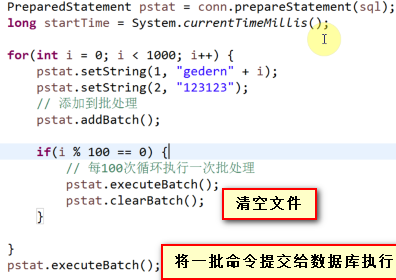 PreparedStatement pstat = conn.prepareStatement(sql);
long startTime = System.currentTimeMillis();
for(int i = 0; i < 1000; i++) {
pstat.setString(1, "gedern" + i);
pstat.setString(2, "123123");
// 添加到批处理
pstat.addBatch();
if(i % 100 == 0) {
// 每100次循环执行一次批处理
pstat.executeBatch();
pstat.clearBatch();
清空文件
}
}
pstat.executeBatch();
将一批命令提交给数据库执行